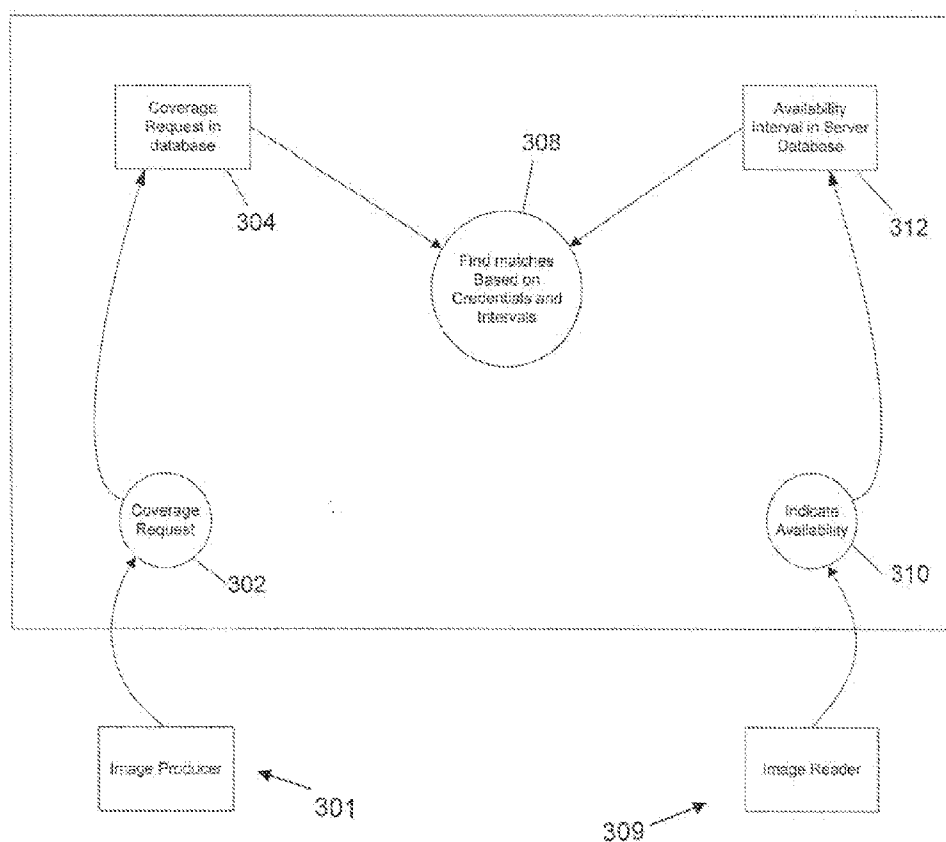 Coverage
Request in
database
304
308
Availability
Interval in Server
Database
312
Find matches
Based on
Credentials and
Intervals
Coverage
Request
302
Indicate
Availability
310
Image Producer
301
Image Reader
309